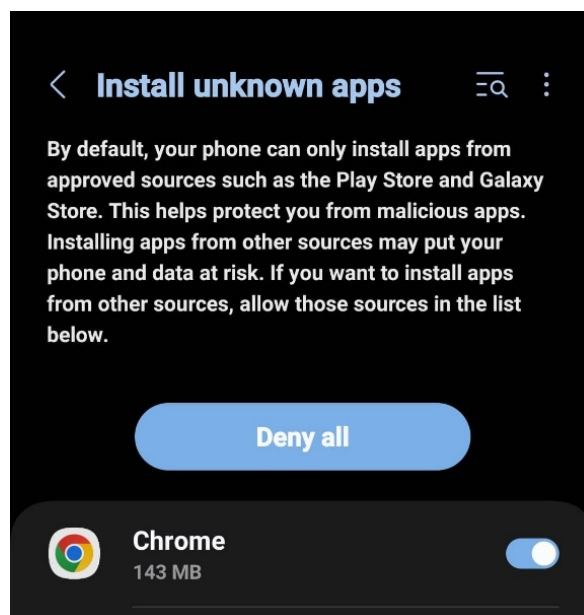 Install unknown apps
By default, your phone can only install apps from
approved sources such as the Play Store and Galaxy
Store. This helps protect you from malicious apps.
Installing apps from other sources may put your
phone and data at risk. If you want to install apps
from other sources, allow those sources in the list
below.
Deny all
Chrome
143 MB